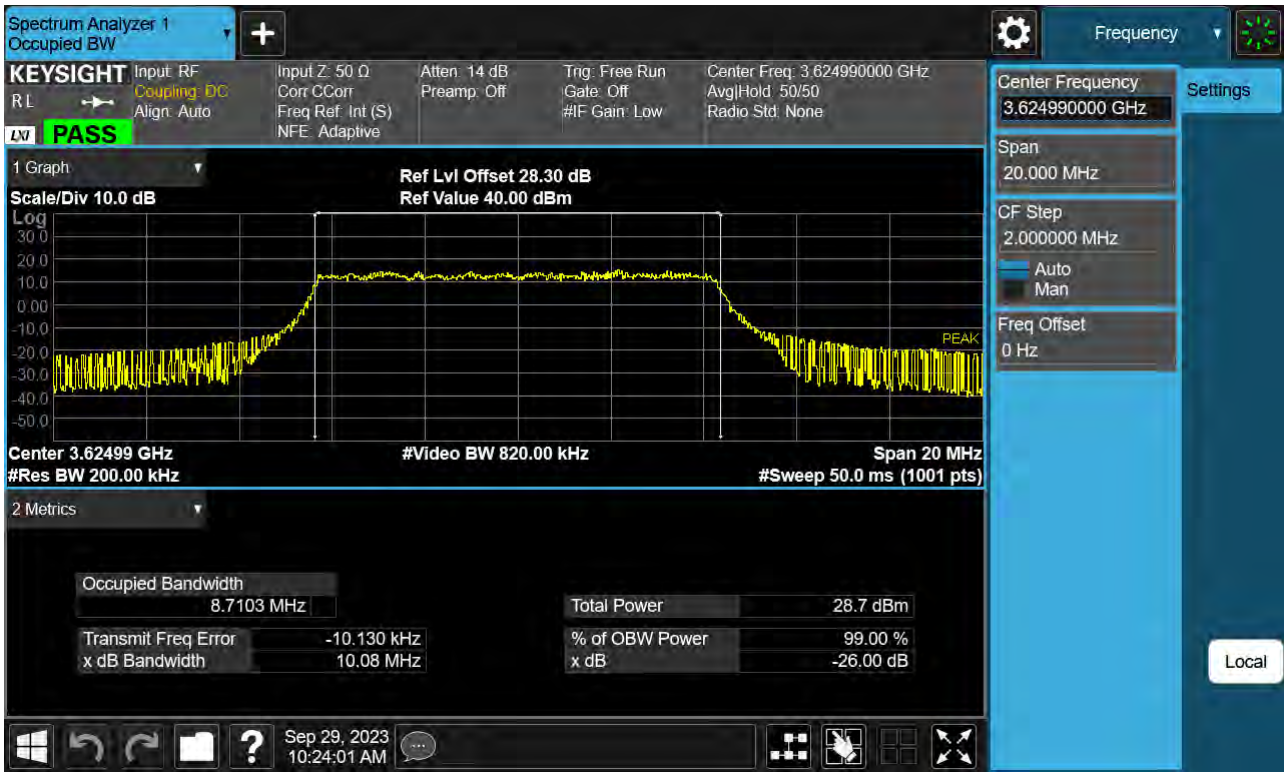 Spectrum Analyzer 1
Occupied BW
+
Frequency
KEYSIGHT
RL
LXI
PASS
Input: RF
Coupling: DC
Align: Auto
Input Z: 50 Ω
Corr CCorr
Freq Ref: Int (S)
NFE: Adaptive
Atten: 14 dB
Preamp: Off
Trig: Free Run
Gate: Off
#IF Gain: Low
Center Freq: 3.624990000 GHz
Avg|Hold: 50/50
Radio Std: None
Center Frequency
3.624990000 GHz
Settings
Span
20.000 MHz
CF Step
2.000000 MHz
Auto
Man
Freq Offset
0 Hz
Local
1 Graph
Scale/Div 10.0 dB
Ref Lvl Offset 28.30 dB
Ref Value 40.00 dBm
Log
30.0
20.0
10.0
0.00
-10.0
-20.0
-30.0
-40.0
-50.0
PEAK
Center 3.62499 GHz
#Video BW 820.00 kHz
Span 20 MHz
#Res BW 200.00 kHz
#Sweep 50.0 ms (1001 pts)
2 Metrics
Occupied Bandwidth
8.7103 MHz
Total Power 28.7 dBm
Transmit Freq Error -10.130 kHz
% of OBW Power 99.00 %
x dB Bandwidth 10.08 MHz
x dB -26.00 dB
?
Sep 29, 2023
10:24:01 AM